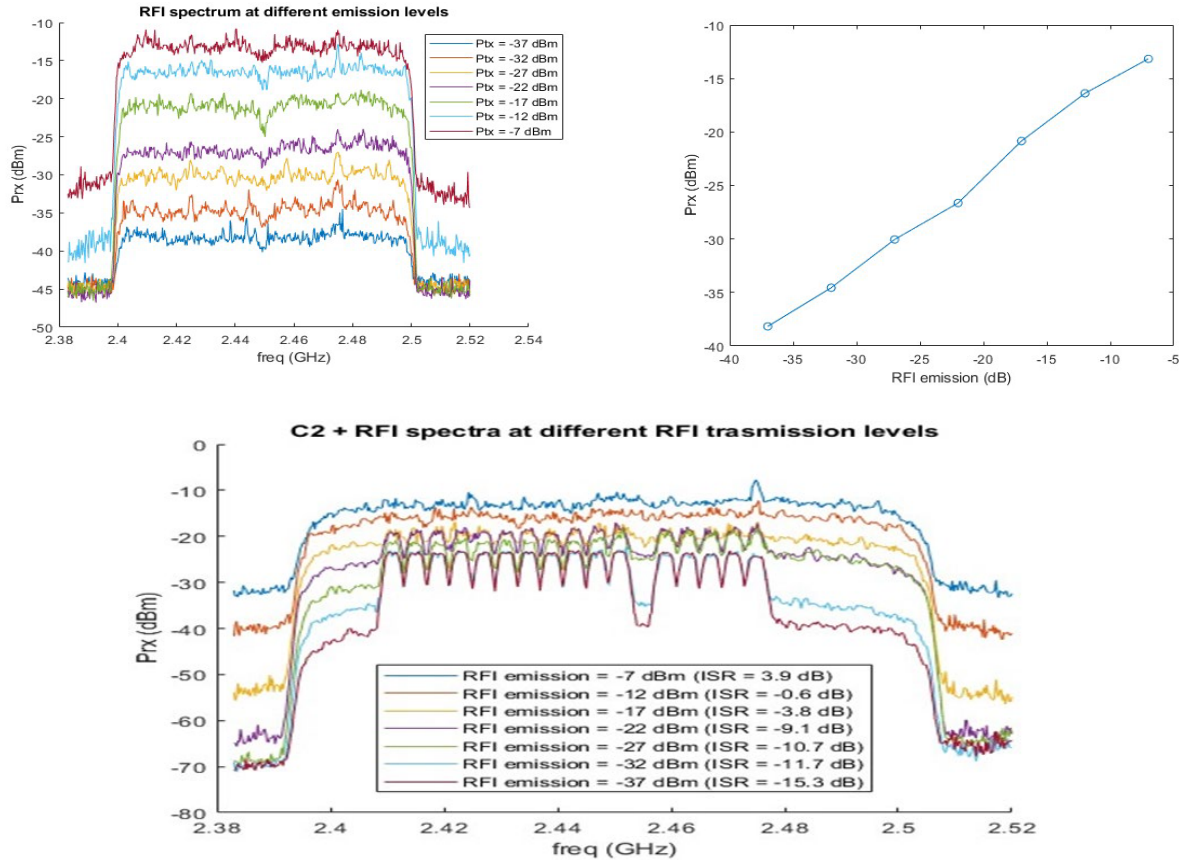 RFI spectrum at different emission levels
-10
-15
-20
-25
-30
-35
-40
-45
-50
Prx (dBm)
Ptx = -37 dBm
Ptx = -32 dBm
Ptx = -27 dBm
Ptx = -22 dBm
Ptx = -17 dBm
Ptx = -12 dBm
Ptx = -7 dBm
2.38 2.4 2.42 2.44 2.46 2.48 2.5 2.52 2.54
freq (GHz)
-10
-15
-20
-25
-30
-35
-40
Prx (dBm)
-40 -35 -30 -25 -20 -15 -10 -5
RFI emission (dB)
C2 + RFI spectra at different RFI trasmission levels
0
-10
-20
-30
-40
-50
-60
-70
-80
Prx (dBm)
RFI emission = -7 dBm (ISR = 3.9 dB)
RFI emission = -12 dBm (ISR = -0.6 dB)
RFI emission = -17 dBm (ISR = -3.8 dB)
RFI emission = -22 dBm (ISR = -9.1 dB)
RFI emission = -27 dBm (ISR = -10.7 dB)
RFI emission = -32 dBm (ISR = -11.7 dB)
RFI emission = -37 dBm (ISR = -15.3 dB)
2.38 2.4 2.42 2.44 2.46 2.48 2.5 2.52
freq (GHz)